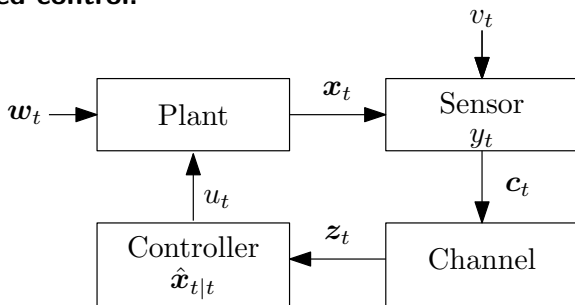 ed control.
v_t
w_t
Plant
x_t
Sensor
y_t
u_t
c_t
Controller
x̂_{t|t}
z_t
Channel